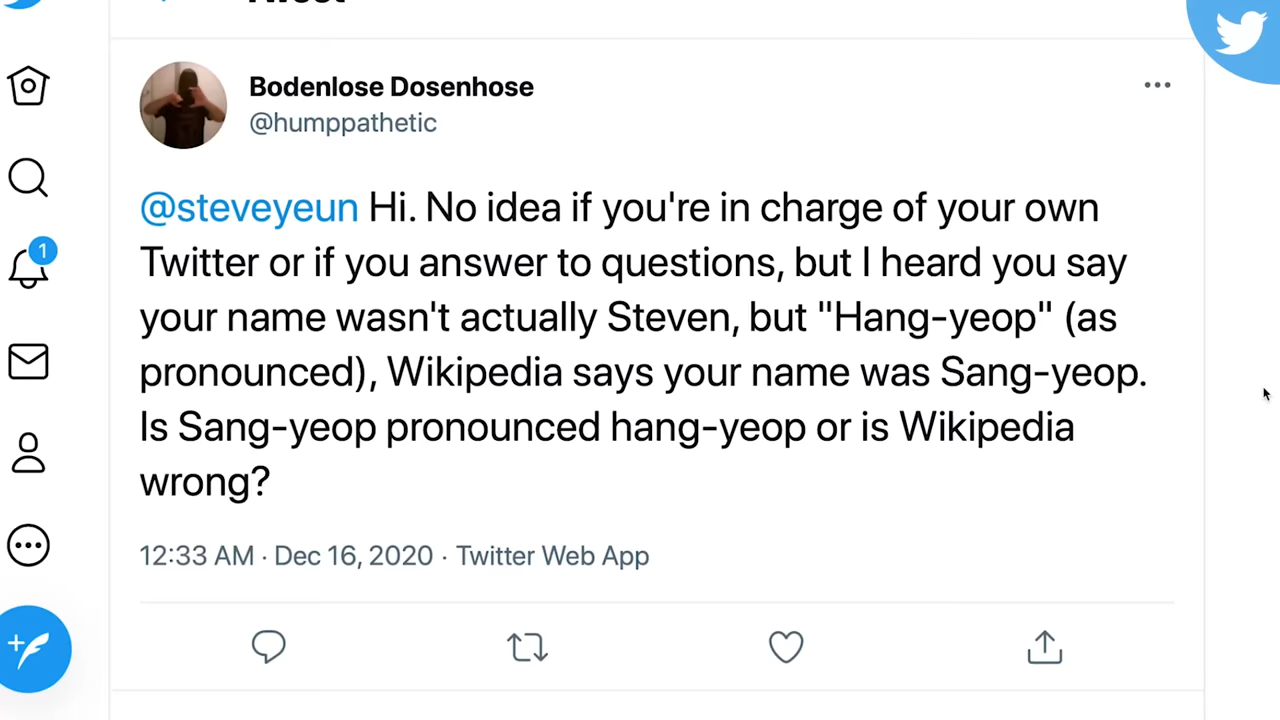 Bodenlose Dosenhose
@humppathetic
@steveyeun Hi. No idea if you're in charge of your own
Twitter or if you answer to questions, but I heard you say
your name wasn't actually Steven, but "Hang-yeop" (as
pronounced), Wikipedia says your name was Sang-yeop.
Is Sang-yeop pronounced hang-yeop or is Wikipedia
wrong?
12:33 AM · Dec 16, 2020 · Twitter Web App
1